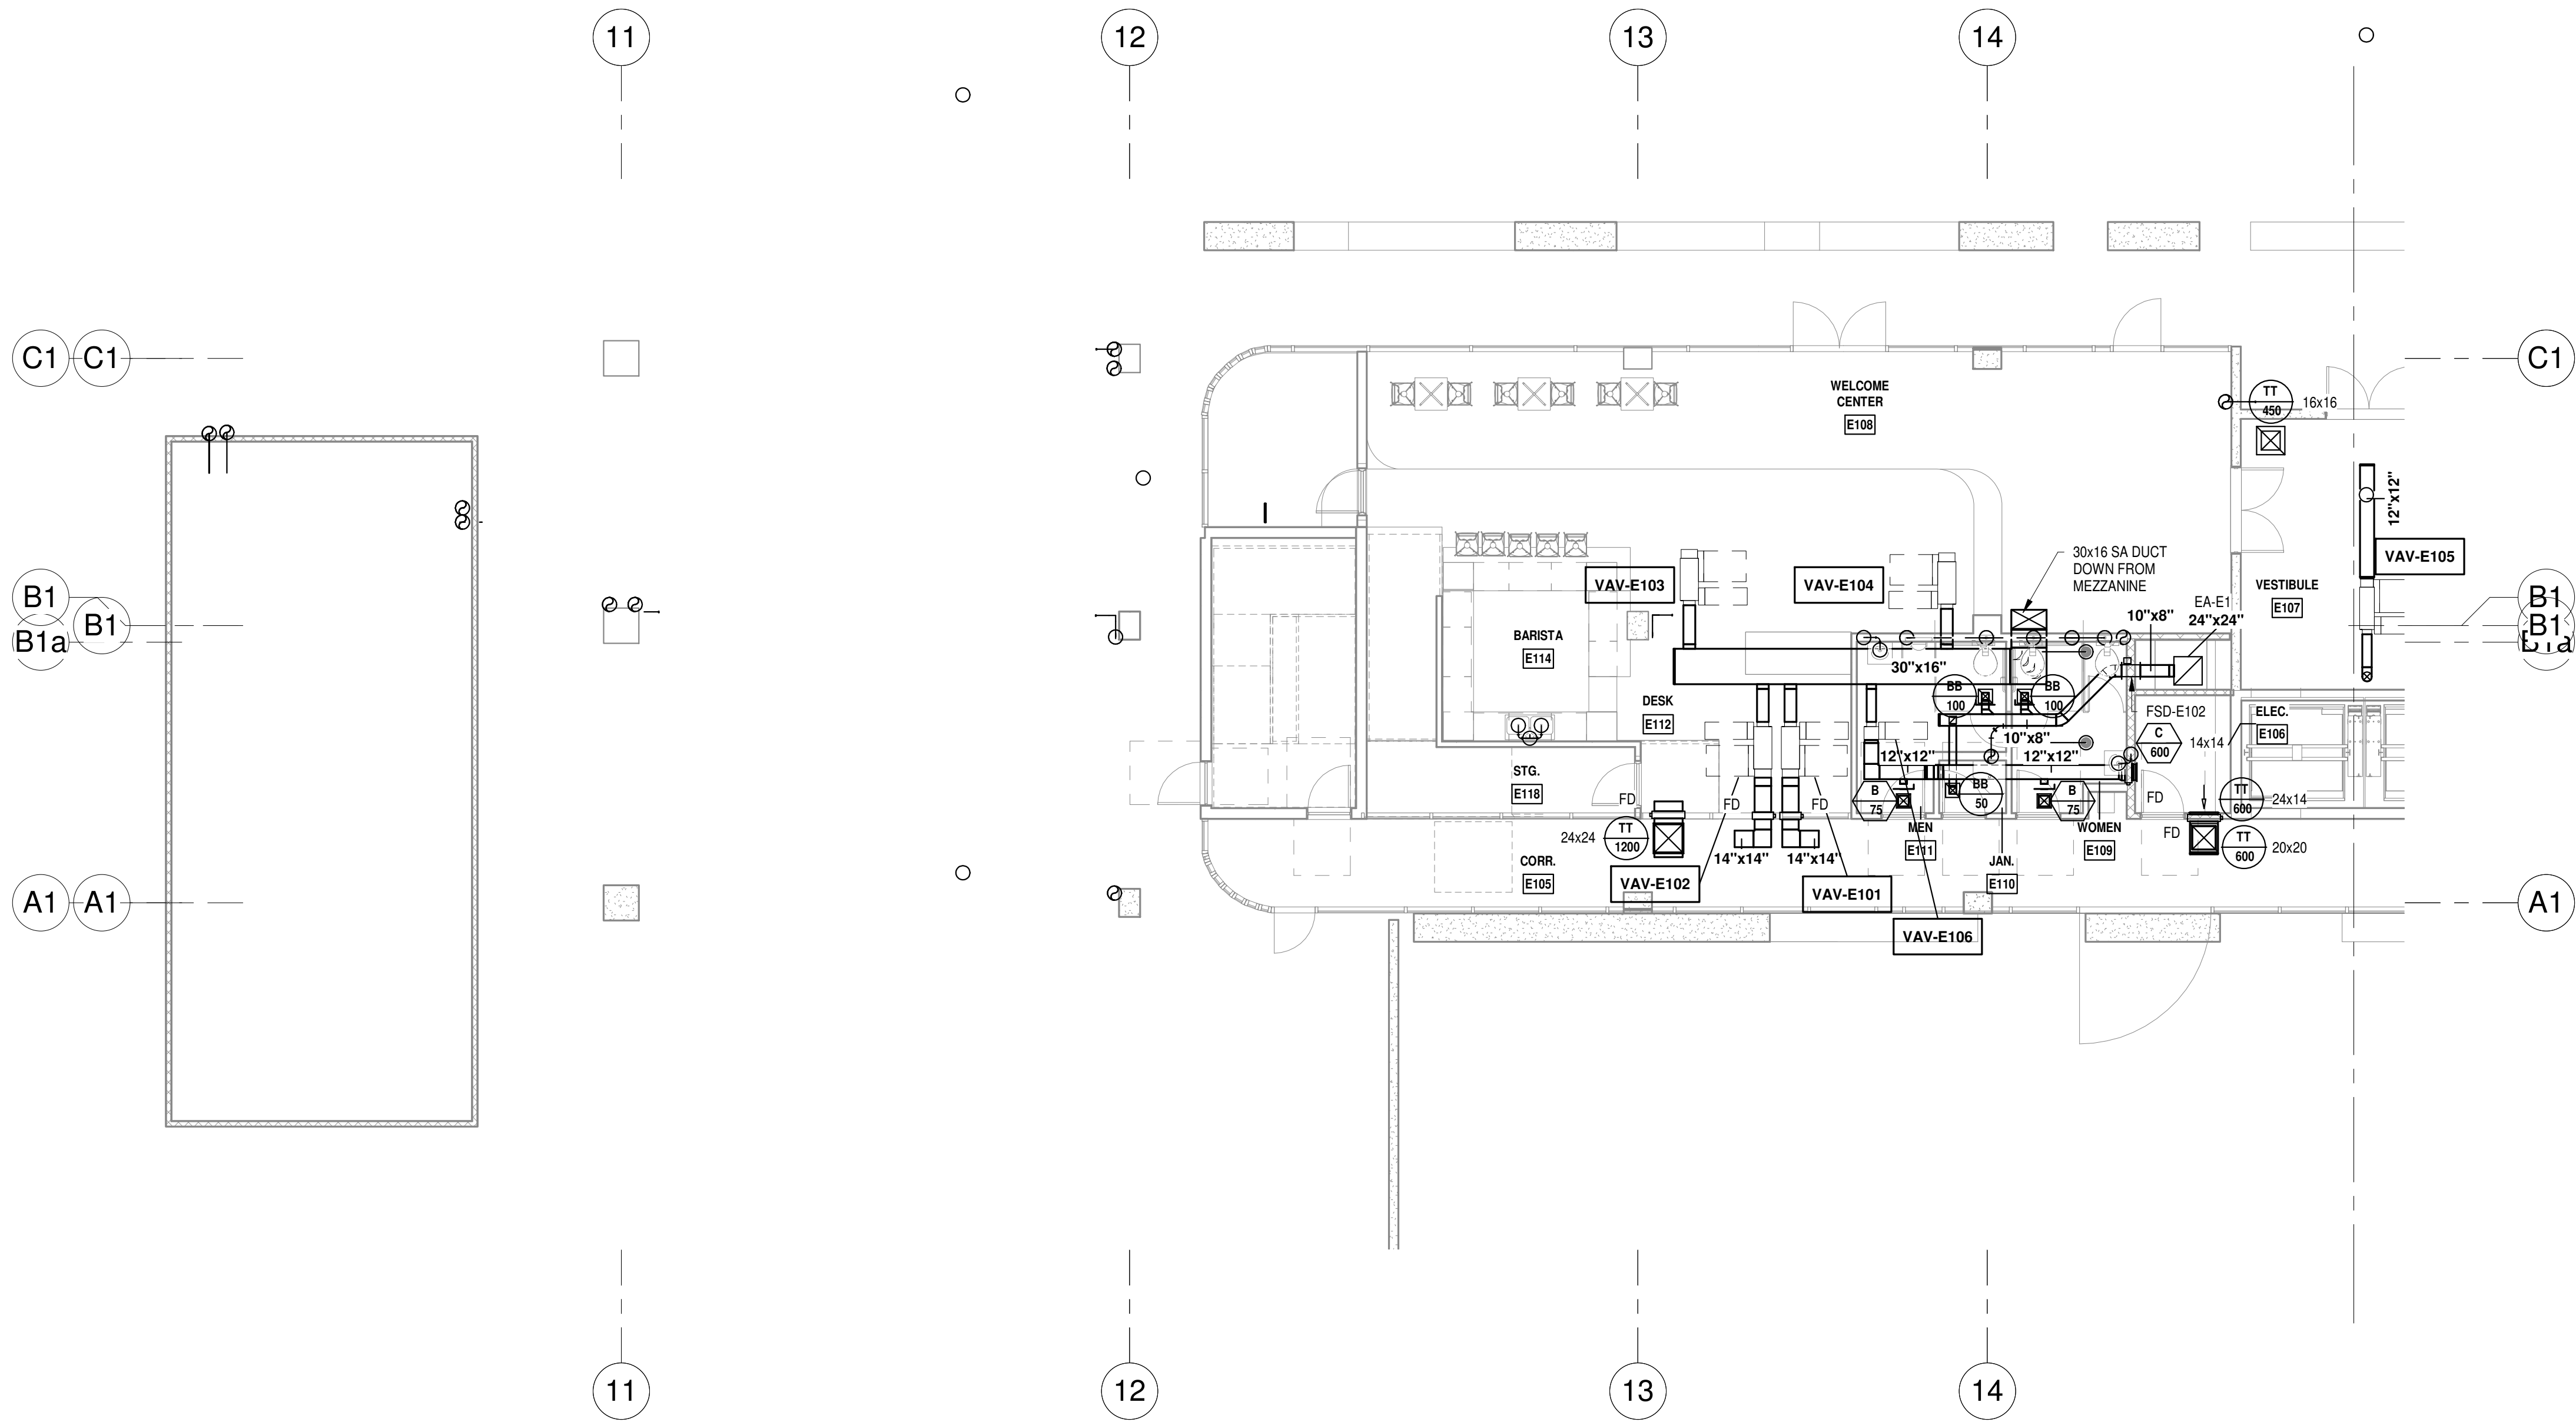 11
12
13
14
C1
C1
C1
WELCOME
CENTER
E108
TT
450
16x16
12"x12"
VAV-E105
VAV-E103
VAV-E104
30x16 SA DUCT
DOWN FROM
MEZZANINE
VESTIBULE
E107
B1
B1
B1a
B1
B1
B1a
EA-E1
24"x24"
10"x8"
BARISTA
E114
30"x16"
DESK
E112
BB
100
BB
100
FSD-E102
ELEC.
E106
C
600
14x14
10"x8"
12"x12"
12"x12"
STG.
E118
FD
FD
FD
B
75
BB
50
B
75
FD
TT
600
24x14
MEN
E111
WOMEN
E109
FD
TT
600
20x20
24x24
TT
1200
14"x14"
14"x14"
CORR.
E105
JAN.
E110
VAV-E102
VAV-E101
VAV-E106
A1
A1
A1
11
12
13
14